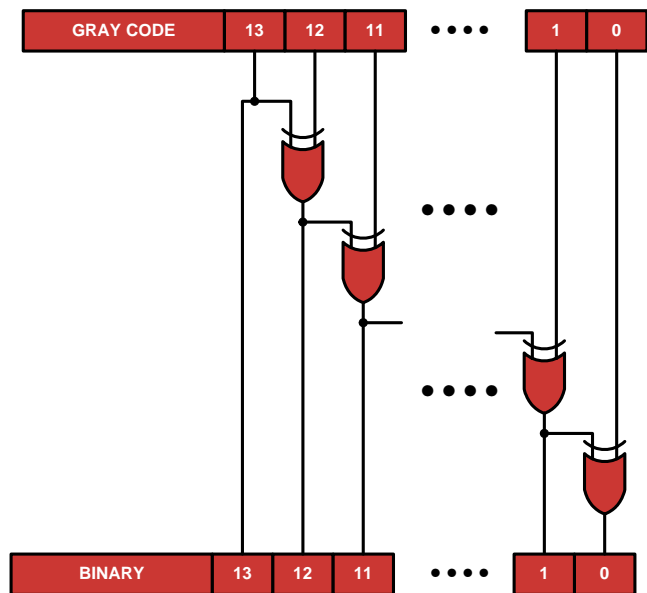 GRAY CODE 13 12 11 •••• 1 0
BINARY 13 12 11 •••• 1 0